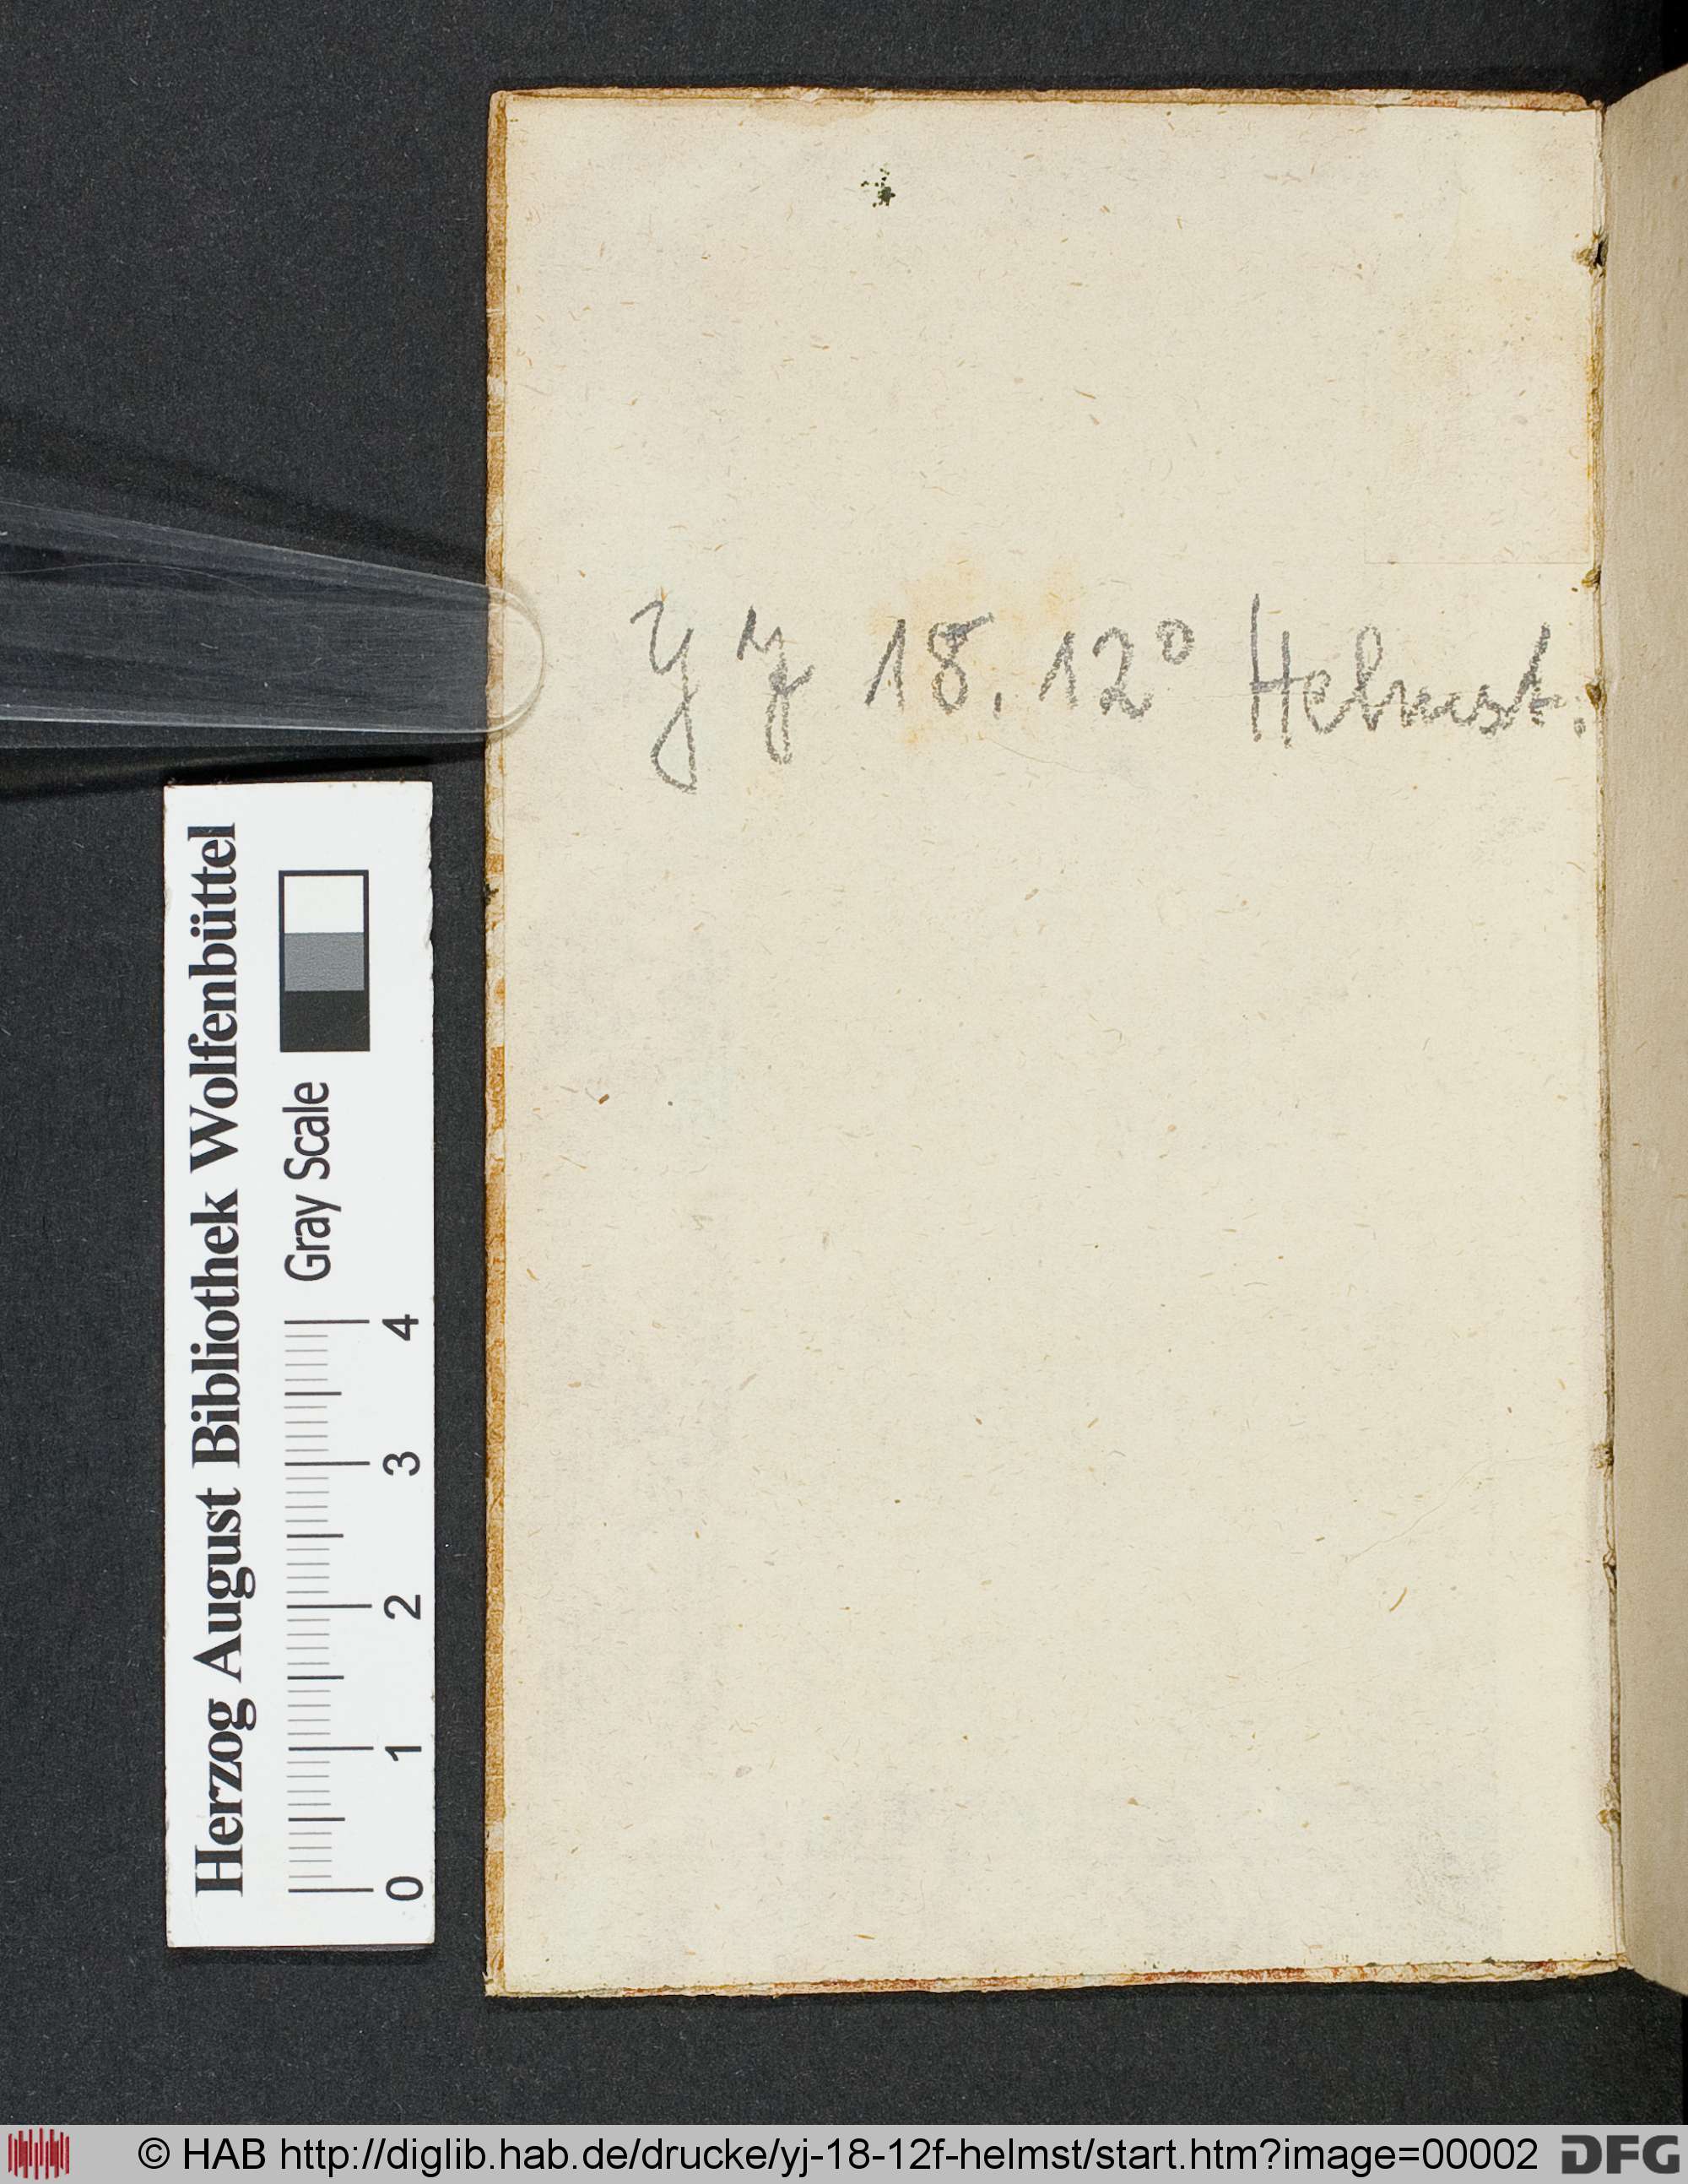 Yj 18. 12° Helmst.
Herzog August Bibliothek Wolfenbüttel
Gray Scale
0 1 2 3 4
© HAB http://diglib.hab.de/drucke/yj-18-12f-helmst/start.htm?image=00002
DFG